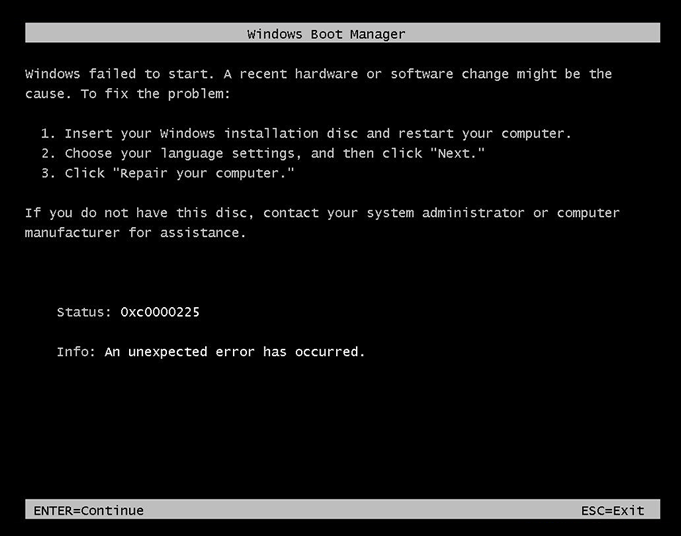 Windows Boot Manager
Windows failed to start. A recent hardware or software change might be the
cause. To fix the problem:
1. Insert your Windows installation disc and restart your computer.
2. Choose your language settings, and then click "Next."
3. Click "Repair your computer."
If you do not have this disc, contact your system administrator or computer
manufacturer for assistance.
Status: 0xc0000225
Info: An unexpected error has occurred.
ENTER=Continue ESC=Exit